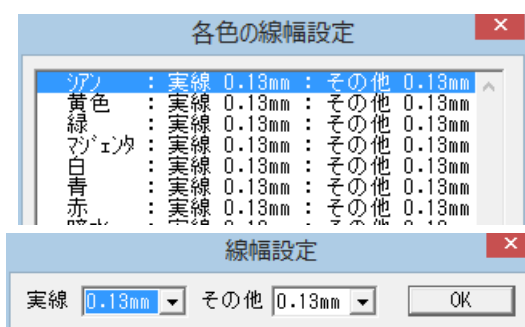 各色の線幅設定
ｼｱﾝ : 実線 0.13mm : その他 0.13mm
黄色 : 実線 0.13mm : その他 0.13mm
緑 : 実線 0.13mm : その他 0.13mm
ﾏｼﾞｪﾝﾀ : 実線 0.13mm : その他 0.13mm
白 : 実線 0.13mm : その他 0.13mm
青 : 実線 0.13mm : その他 0.13mm
赤 : 実線 0.13mm : その他 0.13mm
線幅設定
実線 0.13mm その他 0.13mm OK